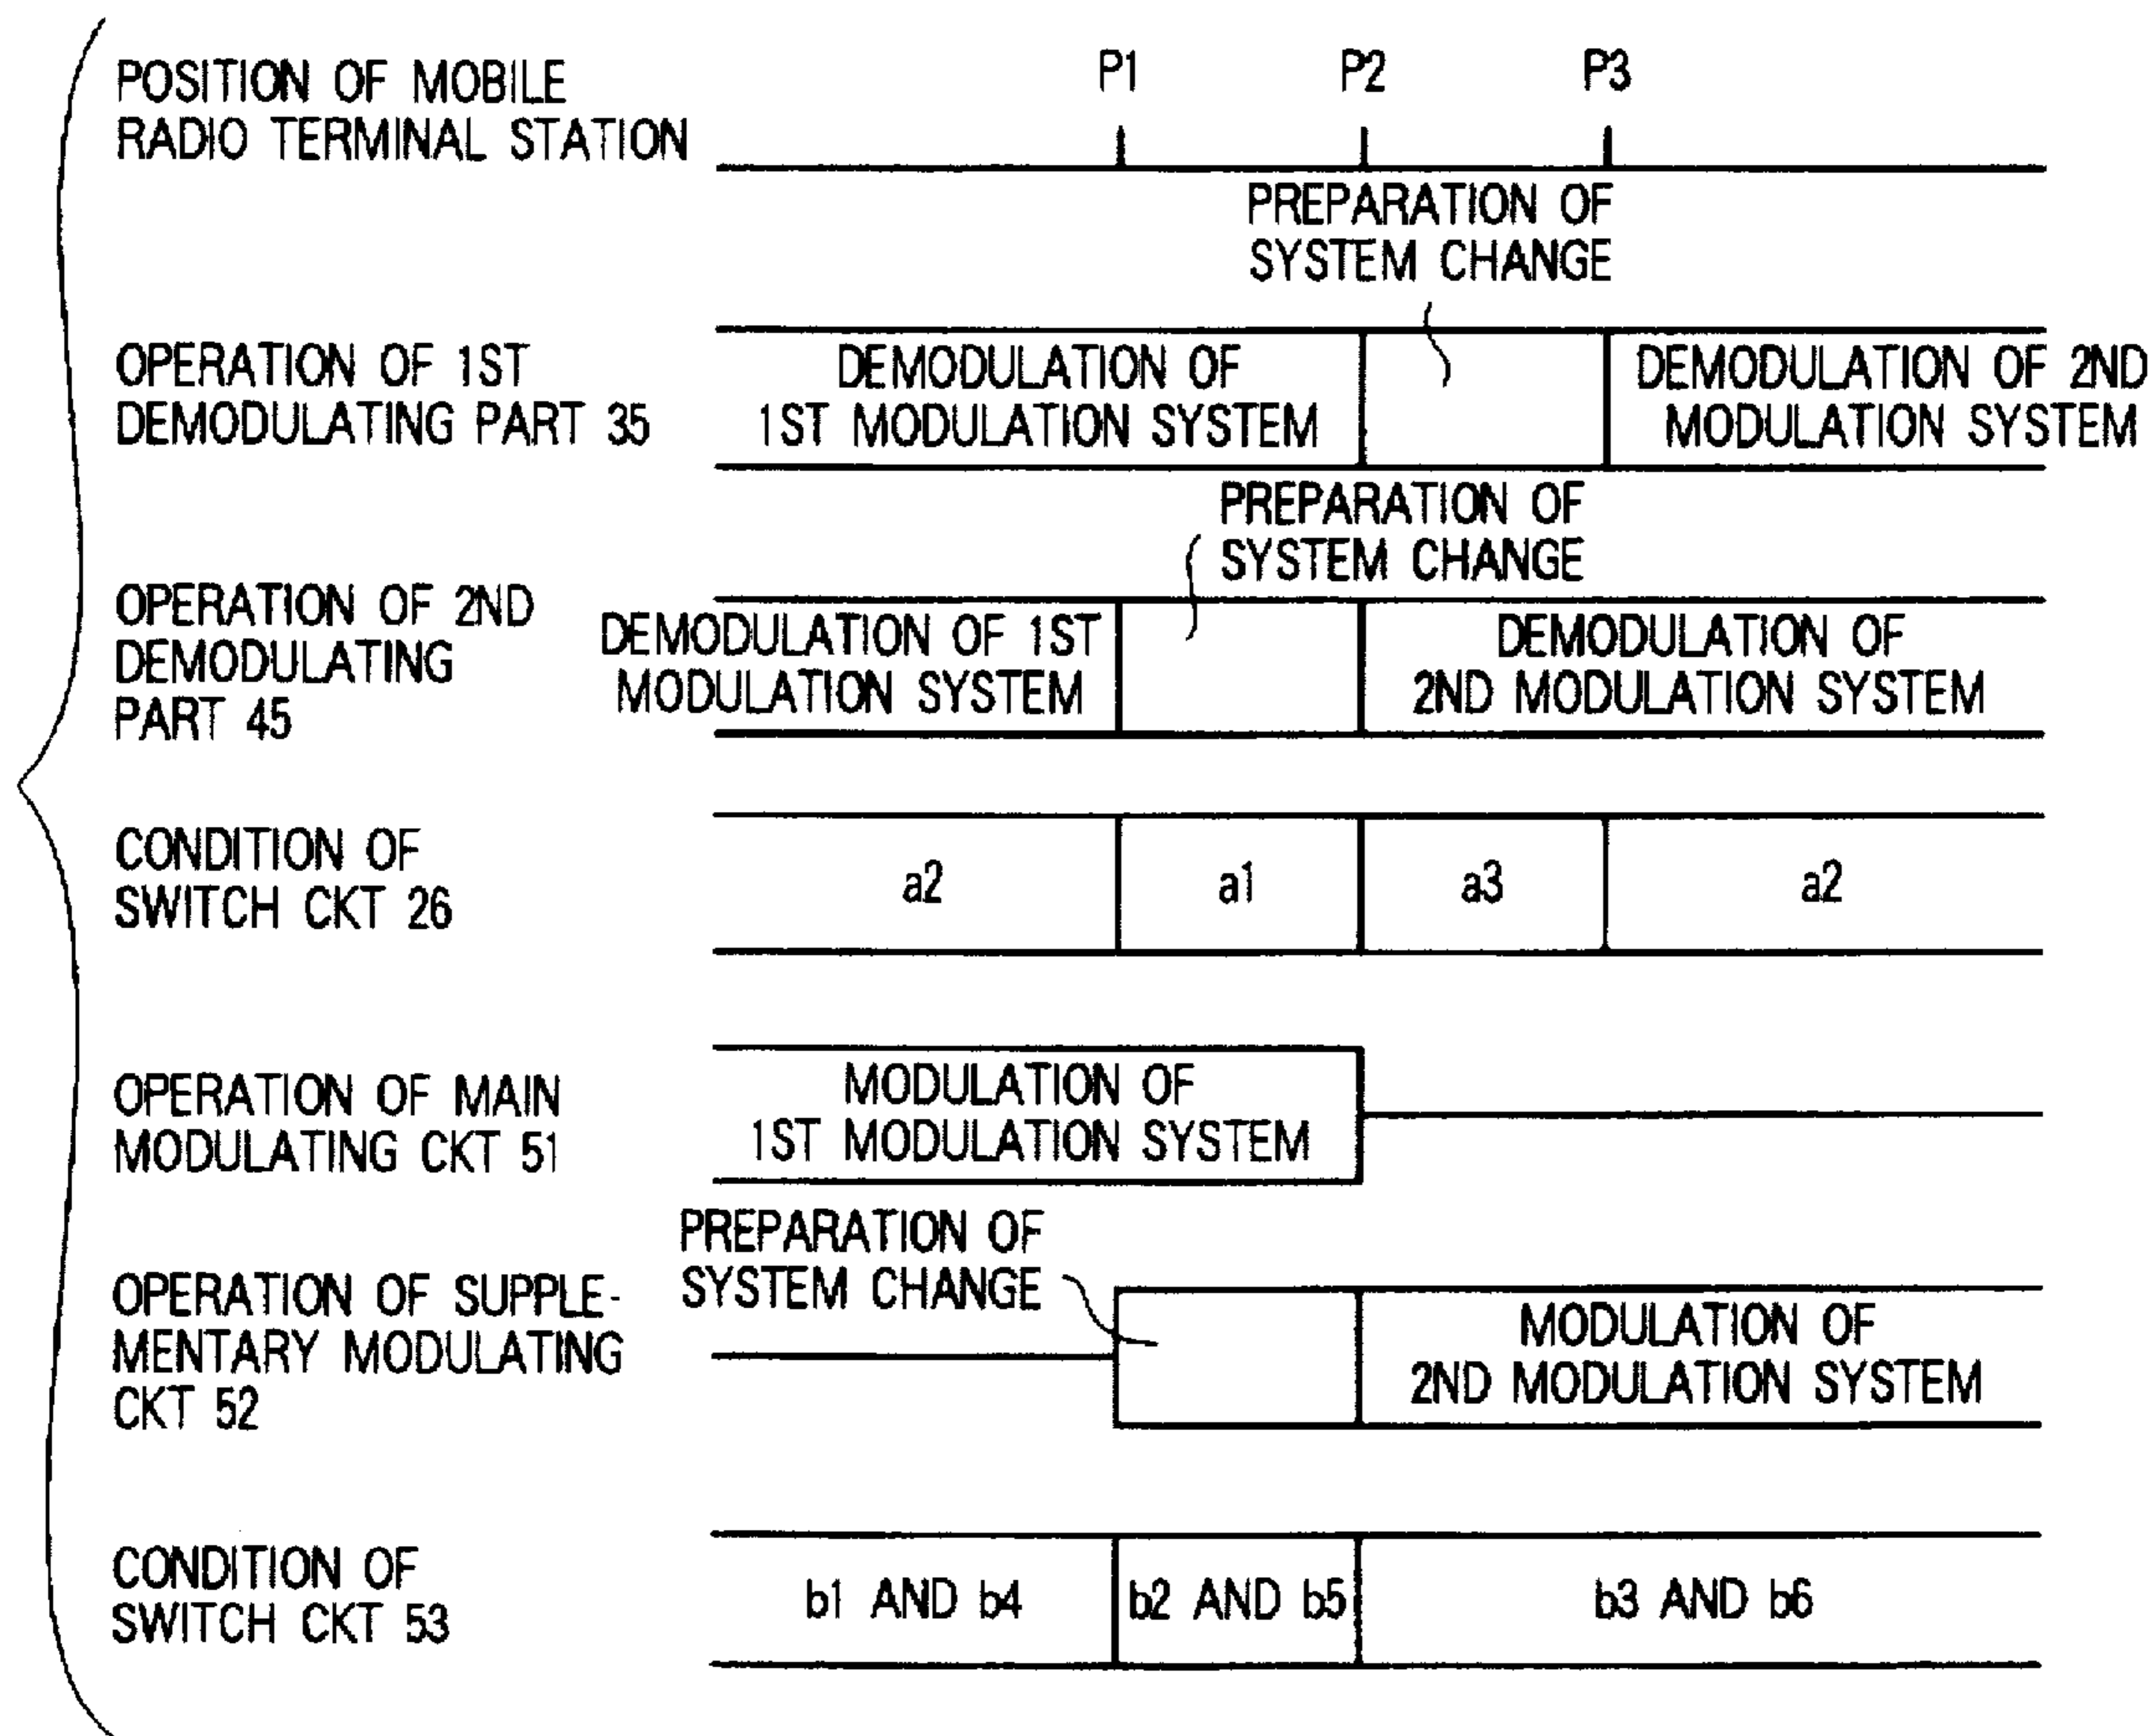 POSITION OF MOBILE
RADIO TERMINAL STATION
P1
P2
P3
PREPARATION OF
SYSTEM CHANGE
OPERATION OF 1ST
DEMODULATING PART 35
DEMODULATION OF
1ST MODULATION SYSTEM
DEMODULATION OF 2ND
MODULATION SYSTEM
PREPARATION OF
SYSTEM CHANGE
OPERATION OF 2ND
DEMODULATING
PART 45
DEMODULATION OF 1ST
MODULATION SYSTEM
DEMODULATION OF
2ND MODULATION SYSTEM
CONDITION OF
SWITCH CKT 26
a2
a1
a3
a2
OPERATION OF MAIN
MODULATING CKT 51
MODULATION OF
1ST MODULATION SYSTEM
PREPARATION OF
SYSTEM CHANGE
OPERATION OF SUPPLE-
MENTARY MODULATING
CKT 52
MODULATION OF
2ND MODULATION SYSTEM
CONDITION OF
SWITCH CKT 53
b1 AND b4
b2 AND b5
b3 AND b6